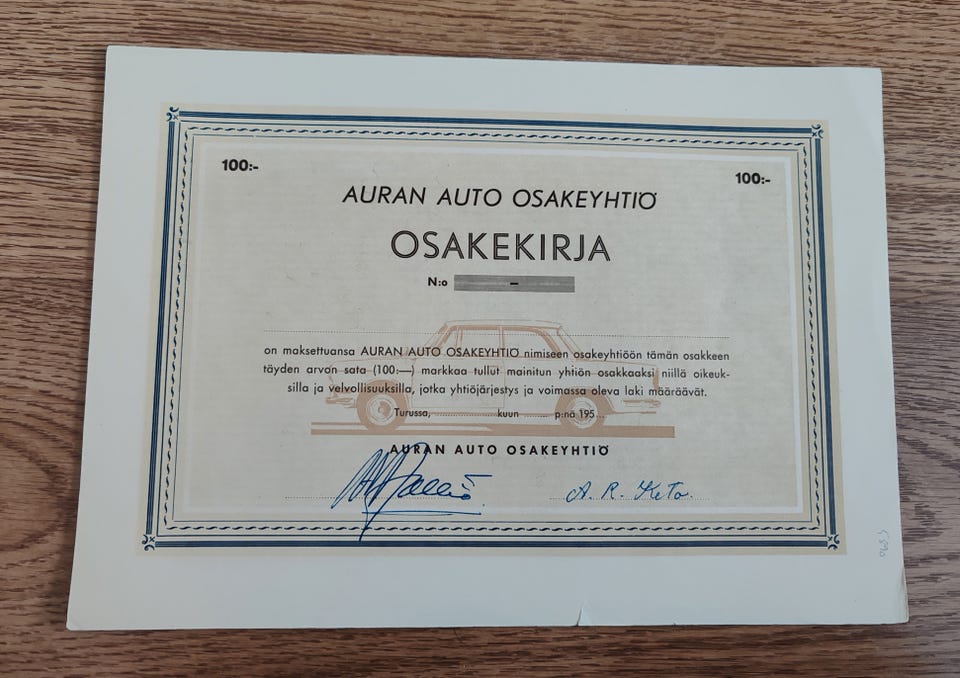 100:-
100:-
AURAN AUTO OSAKEYHTIÖ
OSAKEKIRJA
N:o -
on maksettuansa AURAN AUTO OSAKEYHTIÖ nimiseen osakeyhtiöön tämän osakkeen
täyden arvon sata (100:—) markkaa tullut mainitun yhtiön osakkaaksi niillä oikeuk-
silla ja velvollisuuksilla, jotka yhtiöjärjestys ja voimassa oleva laki määräävät.
Turussa, kuun p:nä 195
AURAN AUTO OSAKEYHTIÖ
A. R. Keto.